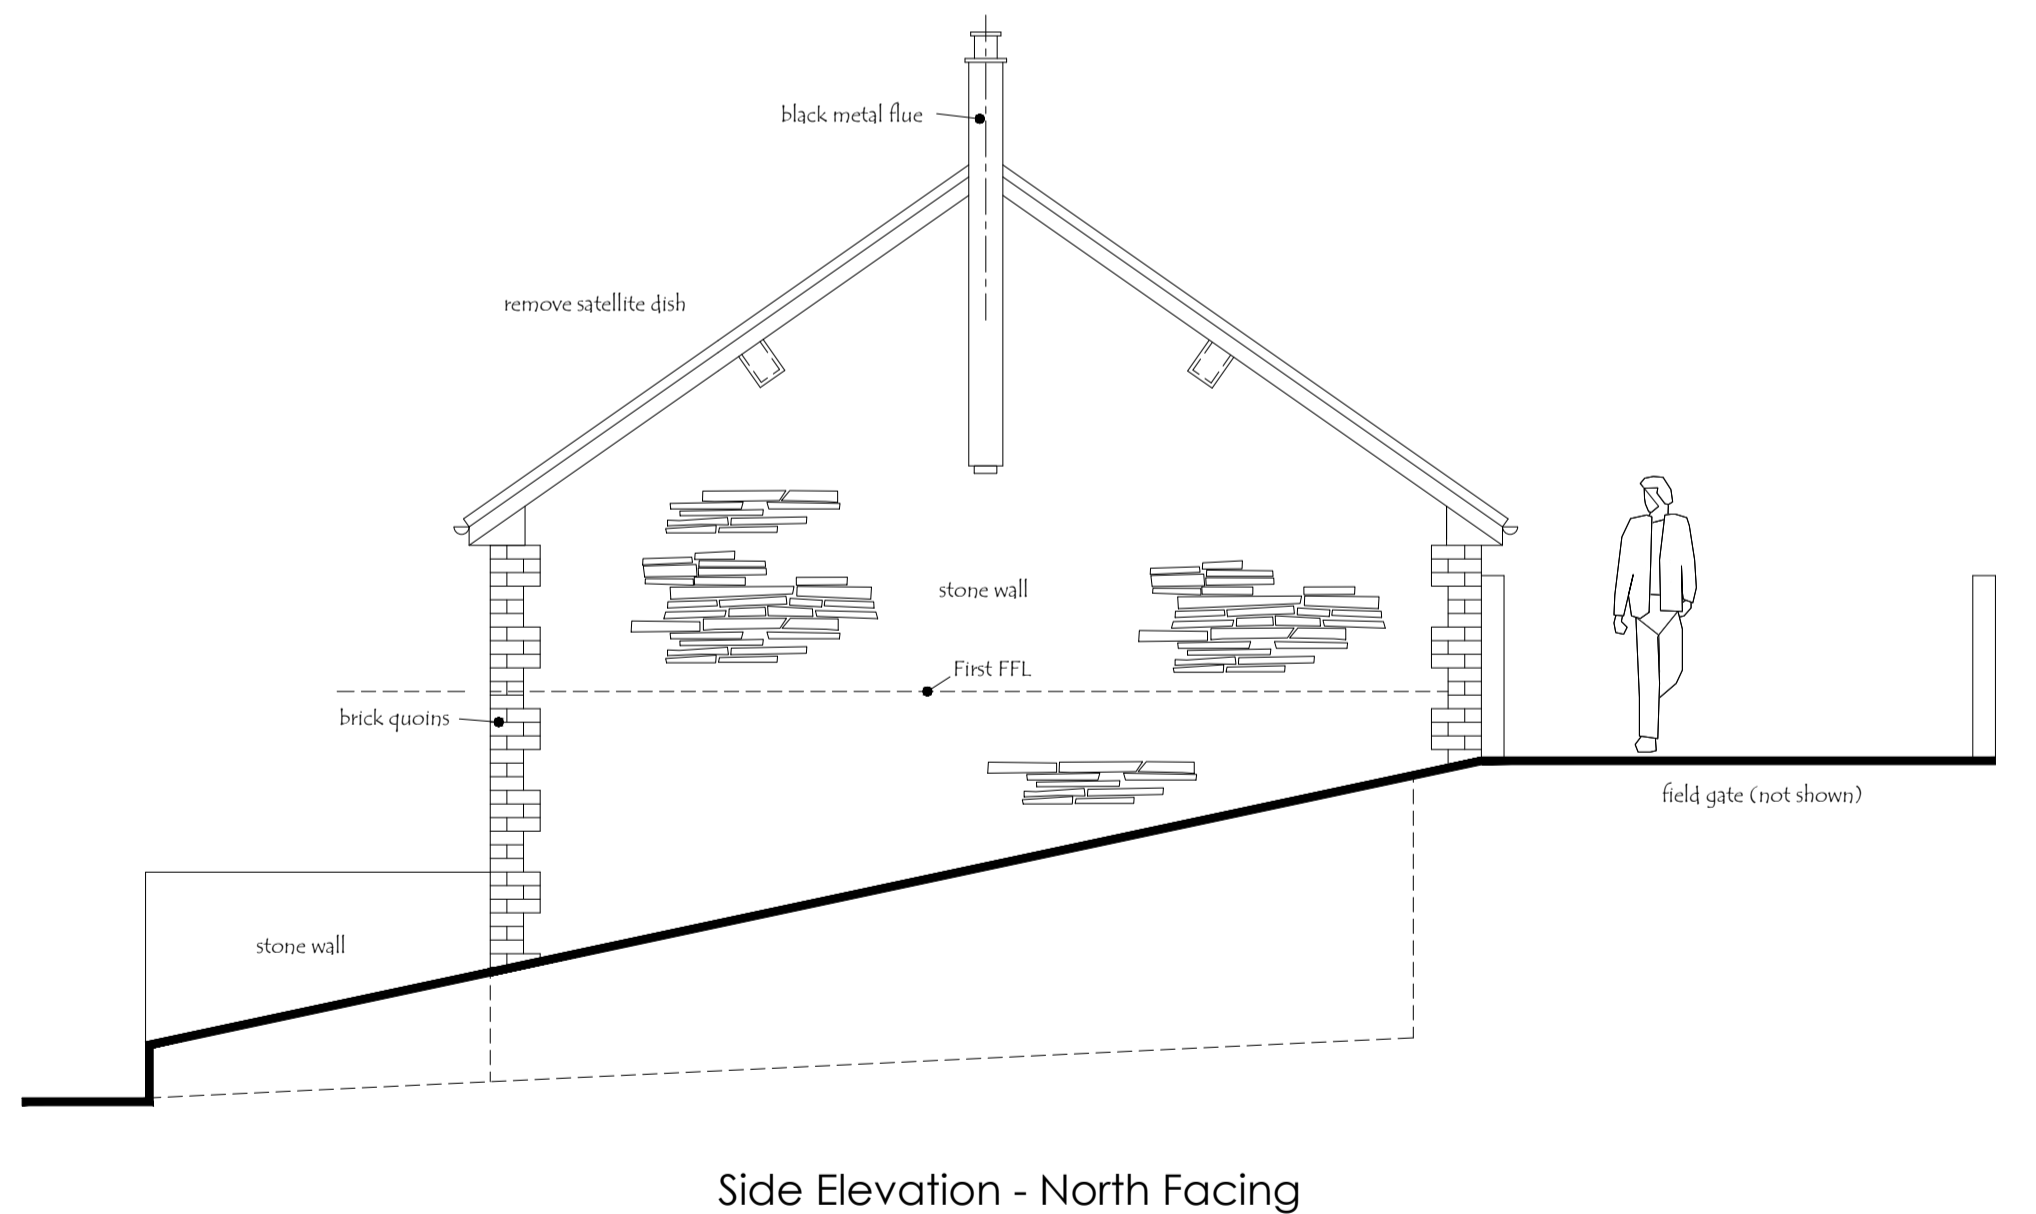 black metal flue
remove satellite dish
stone wall
First FFL
brick quoins
field gate (not shown)
stone wall
Side Elevation - North Facing